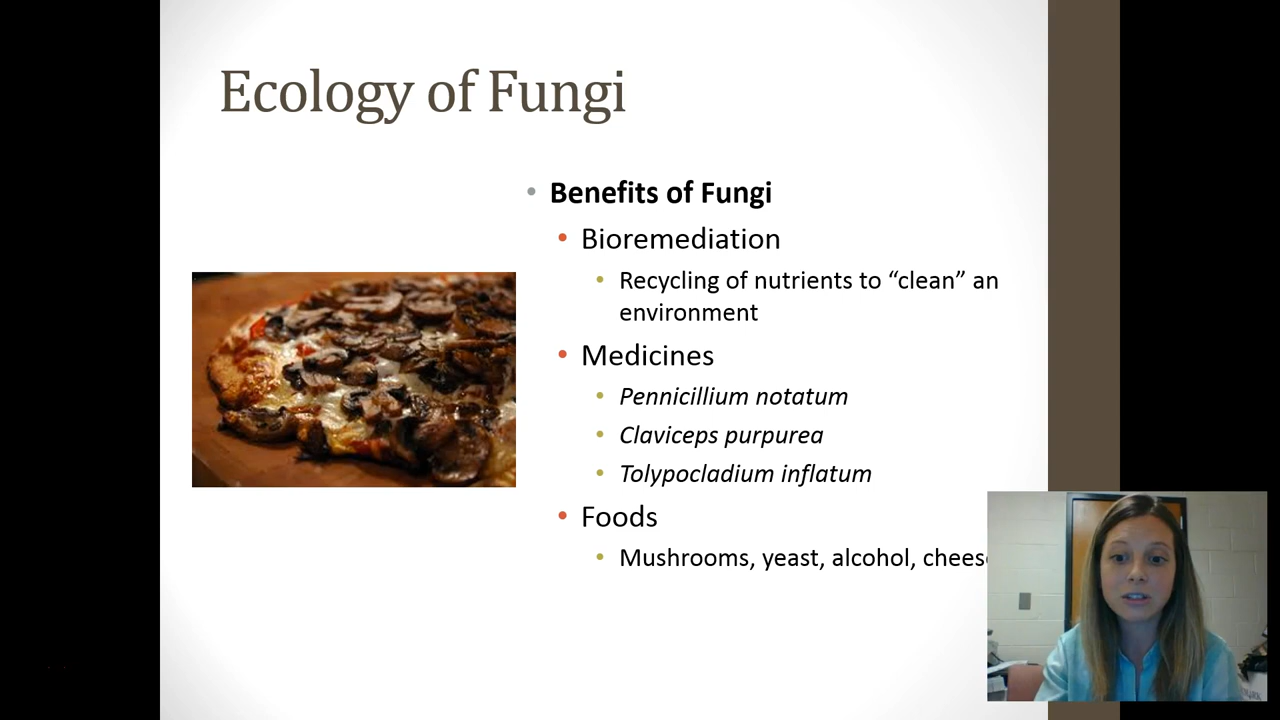 Ecology of Fungi
Benefits of Fungi
Bioremediation
Recycling of nutrients to “clean” an
environment
Medicines
Pennicillium notatum
Claviceps purpurea
Tolypocladium inflatum
Foods
Mushrooms, yeast, alcohol,